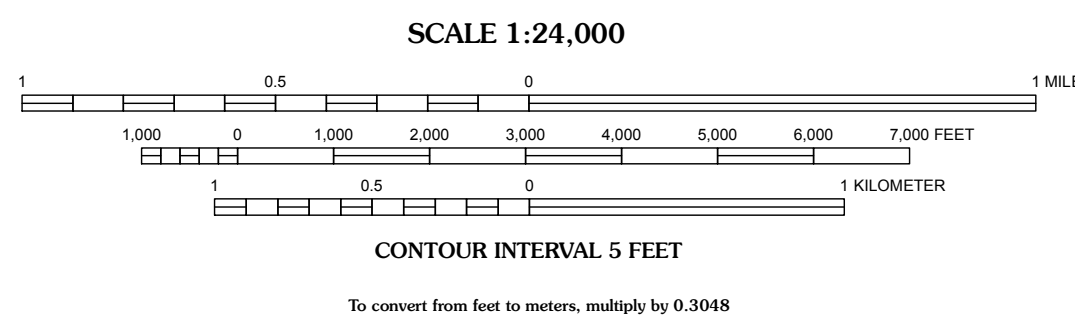 SCALE 1:24,000
1 0.5 0 1 MILE
1,000 0 1,000 2,000 3,000 4,000 5,000 6,000 7,000 FEET
1 0.5 0 1 KILOMETER
CONTOUR INTERVAL 5 FEET
To convert from feet to meters, multiply by 0.3048